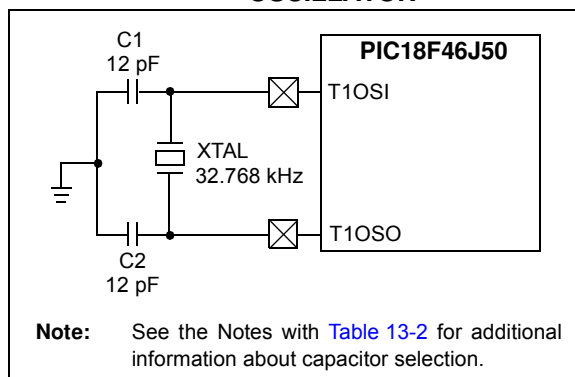 OSCILLATOR
C1
12 pF
PIC18F46J50
T1OSI
XTAL
32.768 kHz
T1OSO
C2
12 pF
Note: See the Notes with Table 13-2 for additional
information about capacitor selection.